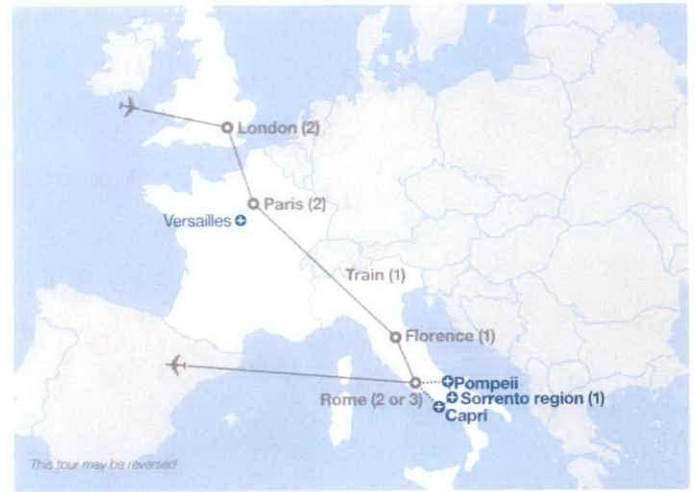 London (2)
Paris (2)
Versailles
Train (1)
Florence (1)
Pompeii
Rome (2 or 3)
Sorrento region (1)
Capri
This tour may be reversed